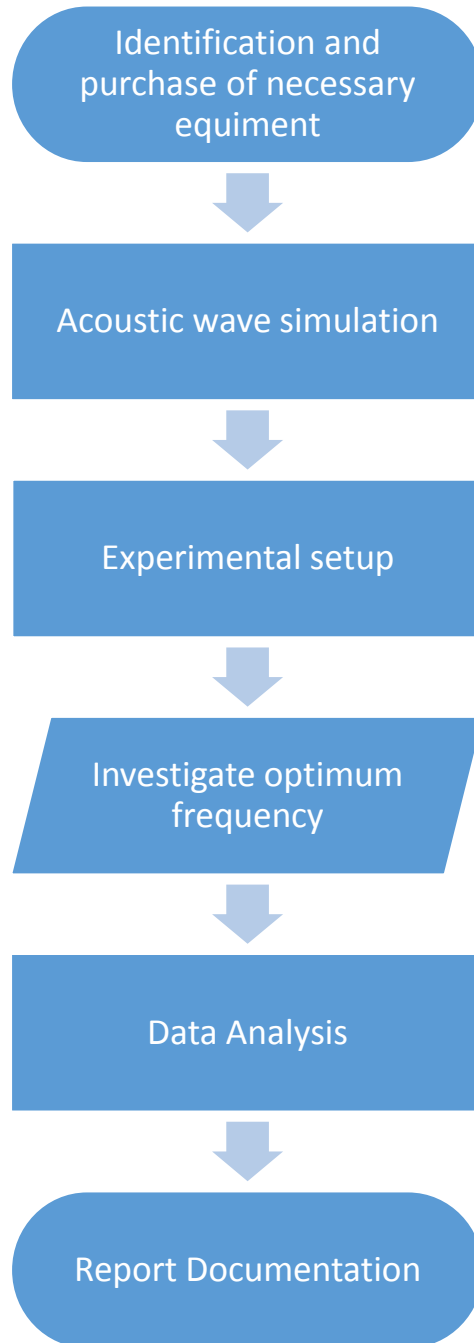 Identification and
purchase of necessary
equiment
Acoustic wave simulation
Experimental setup
Investigate optimum
frequency
Data Analysis
Report Documentation